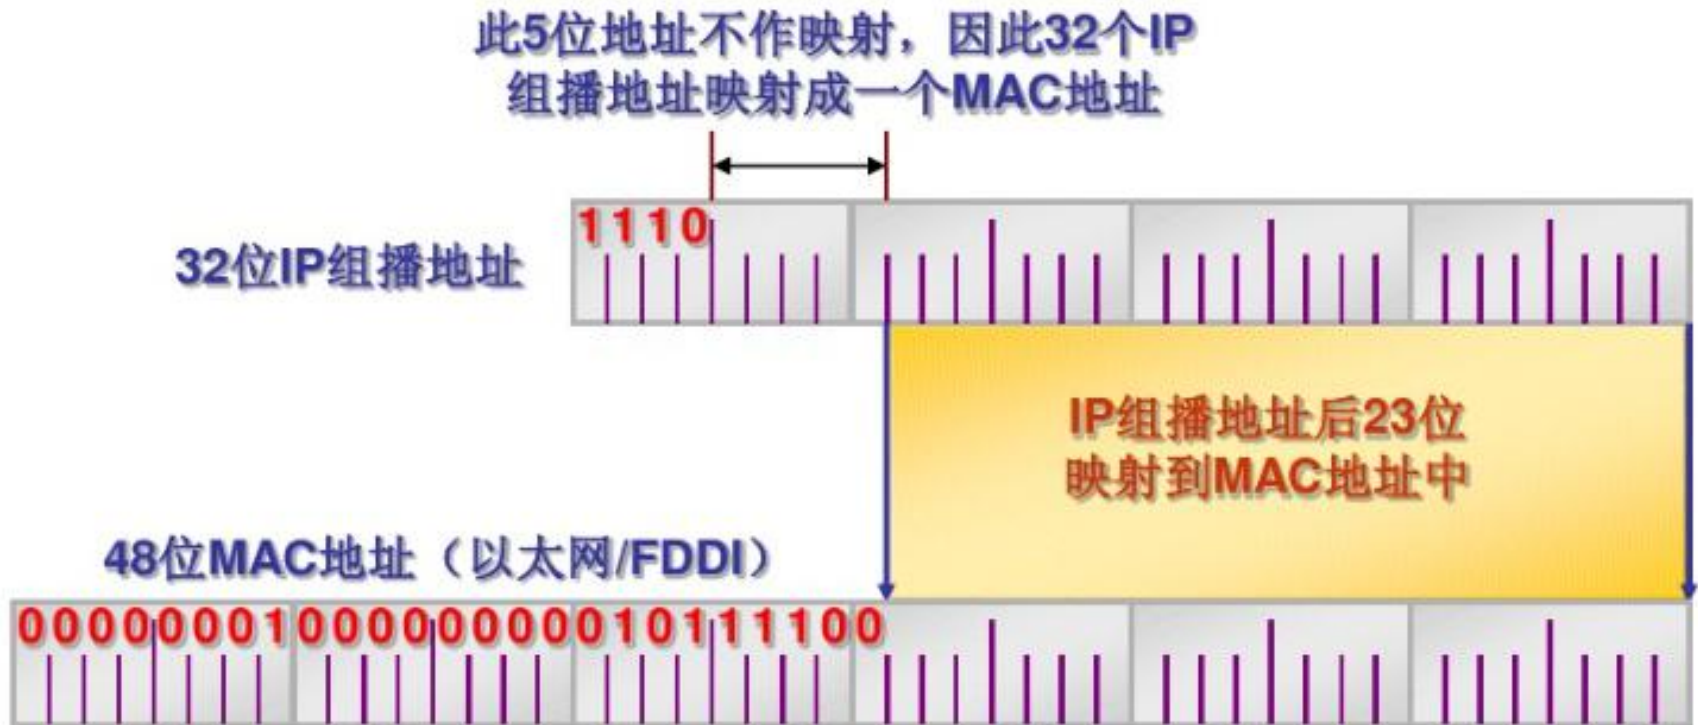 此5位地址不作映射，因此32个IP
组播地址映射成一个MAC地址
1110
32位IP组播地址
IP组播地址后23位
映射到MAC地址中
48位MAC地址（以太网/FDDI）
0000000100000000010111100